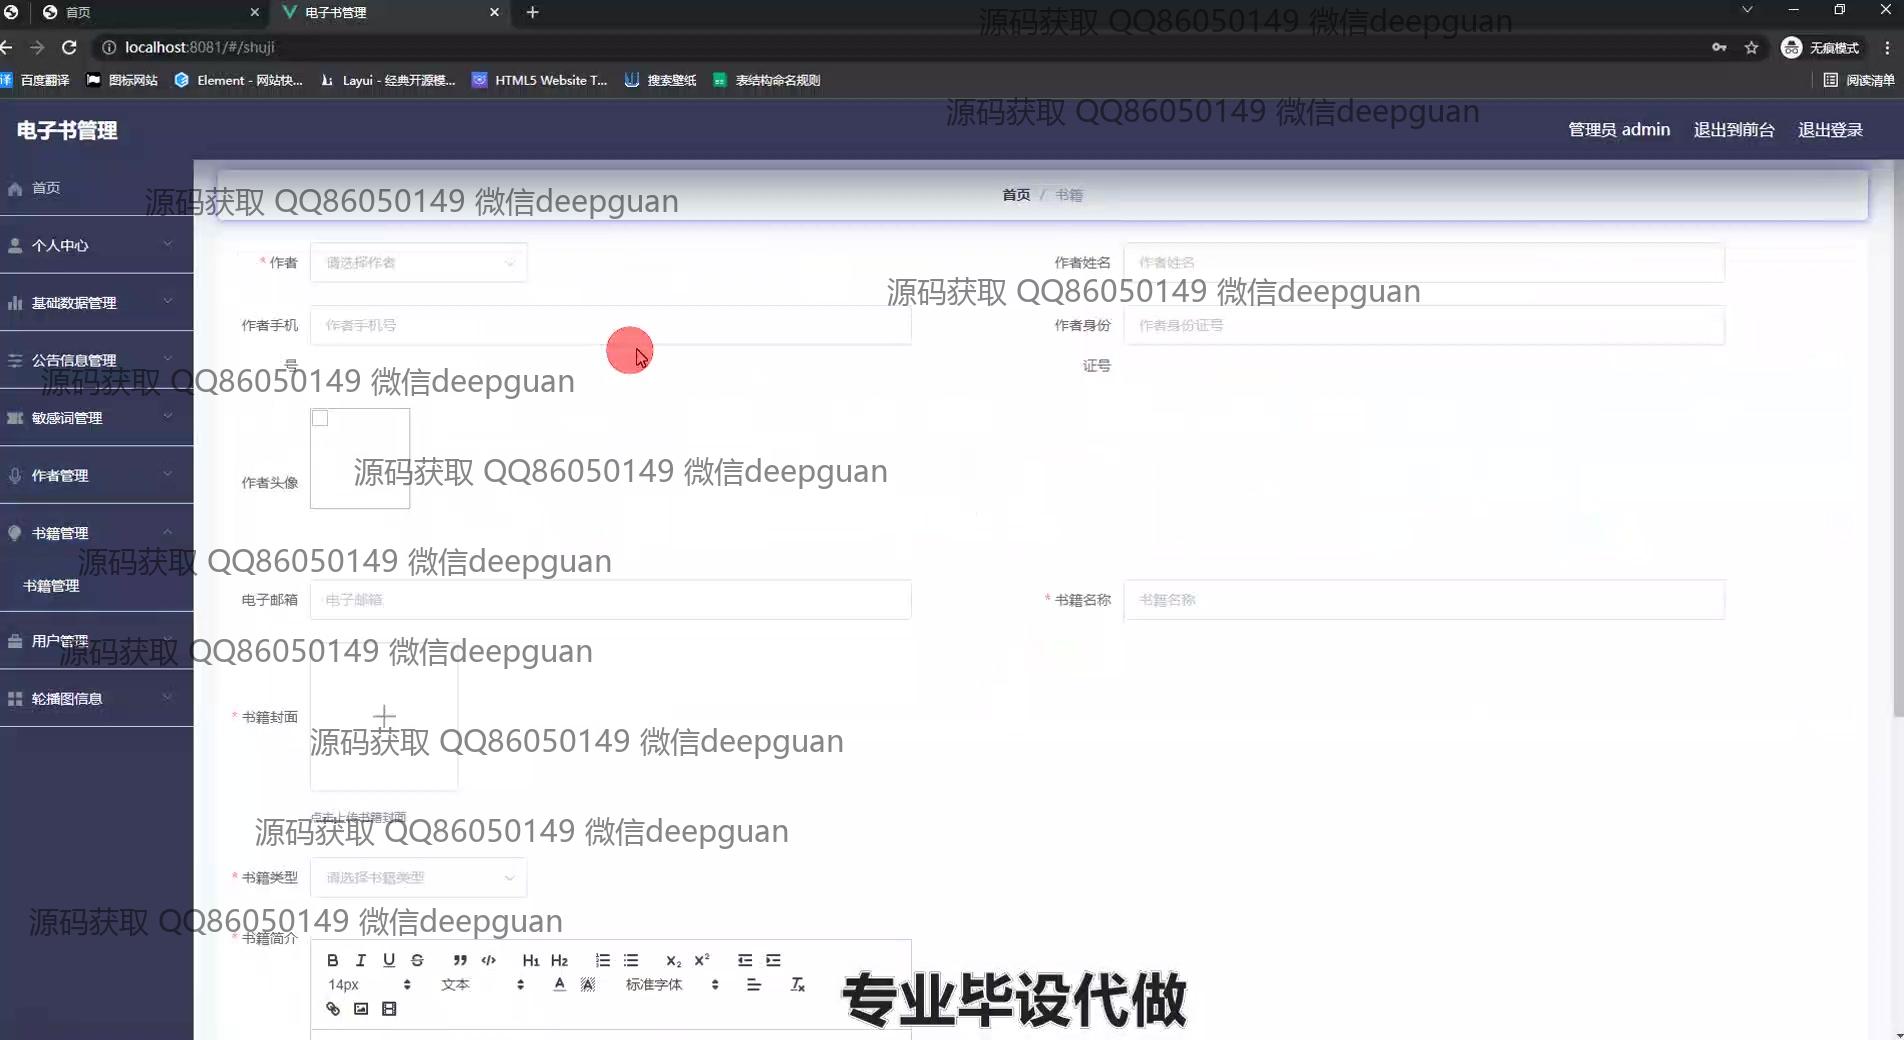 首页
电子书管理
localhost:8081/#/shuji
无痕模式
译 百度翻译 图标网站 Element - 网站快... Layui - 经典开源模... HTML5 Website T... 搜索壁纸 表结构命名规则 阅读清单
源码获取 QQ86050149 微信deepguan
源码获取 QQ86050149 微信deepguan
电子书管理 管理员 admin 退出到前台 退出登录
首页
个人中心
基础数据管理
公告信息管理
敏感词管理
作者管理
书籍管理
书籍管理
用户管理
轮播图信息
源码获取 QQ86050149 微信deepguan
首页 / 书籍
* 作者 请选择作者 作者姓名 作者姓名
源码获取 QQ86050149 微信deepguan
作者手机号 作者手机号 作者身份证号 作者身份证号
源码获取 QQ86050149 微信deepguan
作者头像
源码获取 QQ86050149 微信deepguan
源码获取 QQ86050149 微信deepguan
电子邮箱 电子邮箱 * 书籍名称 书籍名称
源码获取 QQ86050149 微信deepguan
* 书籍封面
源码获取 QQ86050149 微信deepguan
点击上传书籍封面
源码获取 QQ86050149 微信deepguan
* 书籍类型 请选择书籍类型
源码获取 QQ86050149 微信deepguan
* 书籍简介
B I U S ” </> H1 H2 x₂ x²
14px 文本 A A 标准字体 Tx
专业毕设代做